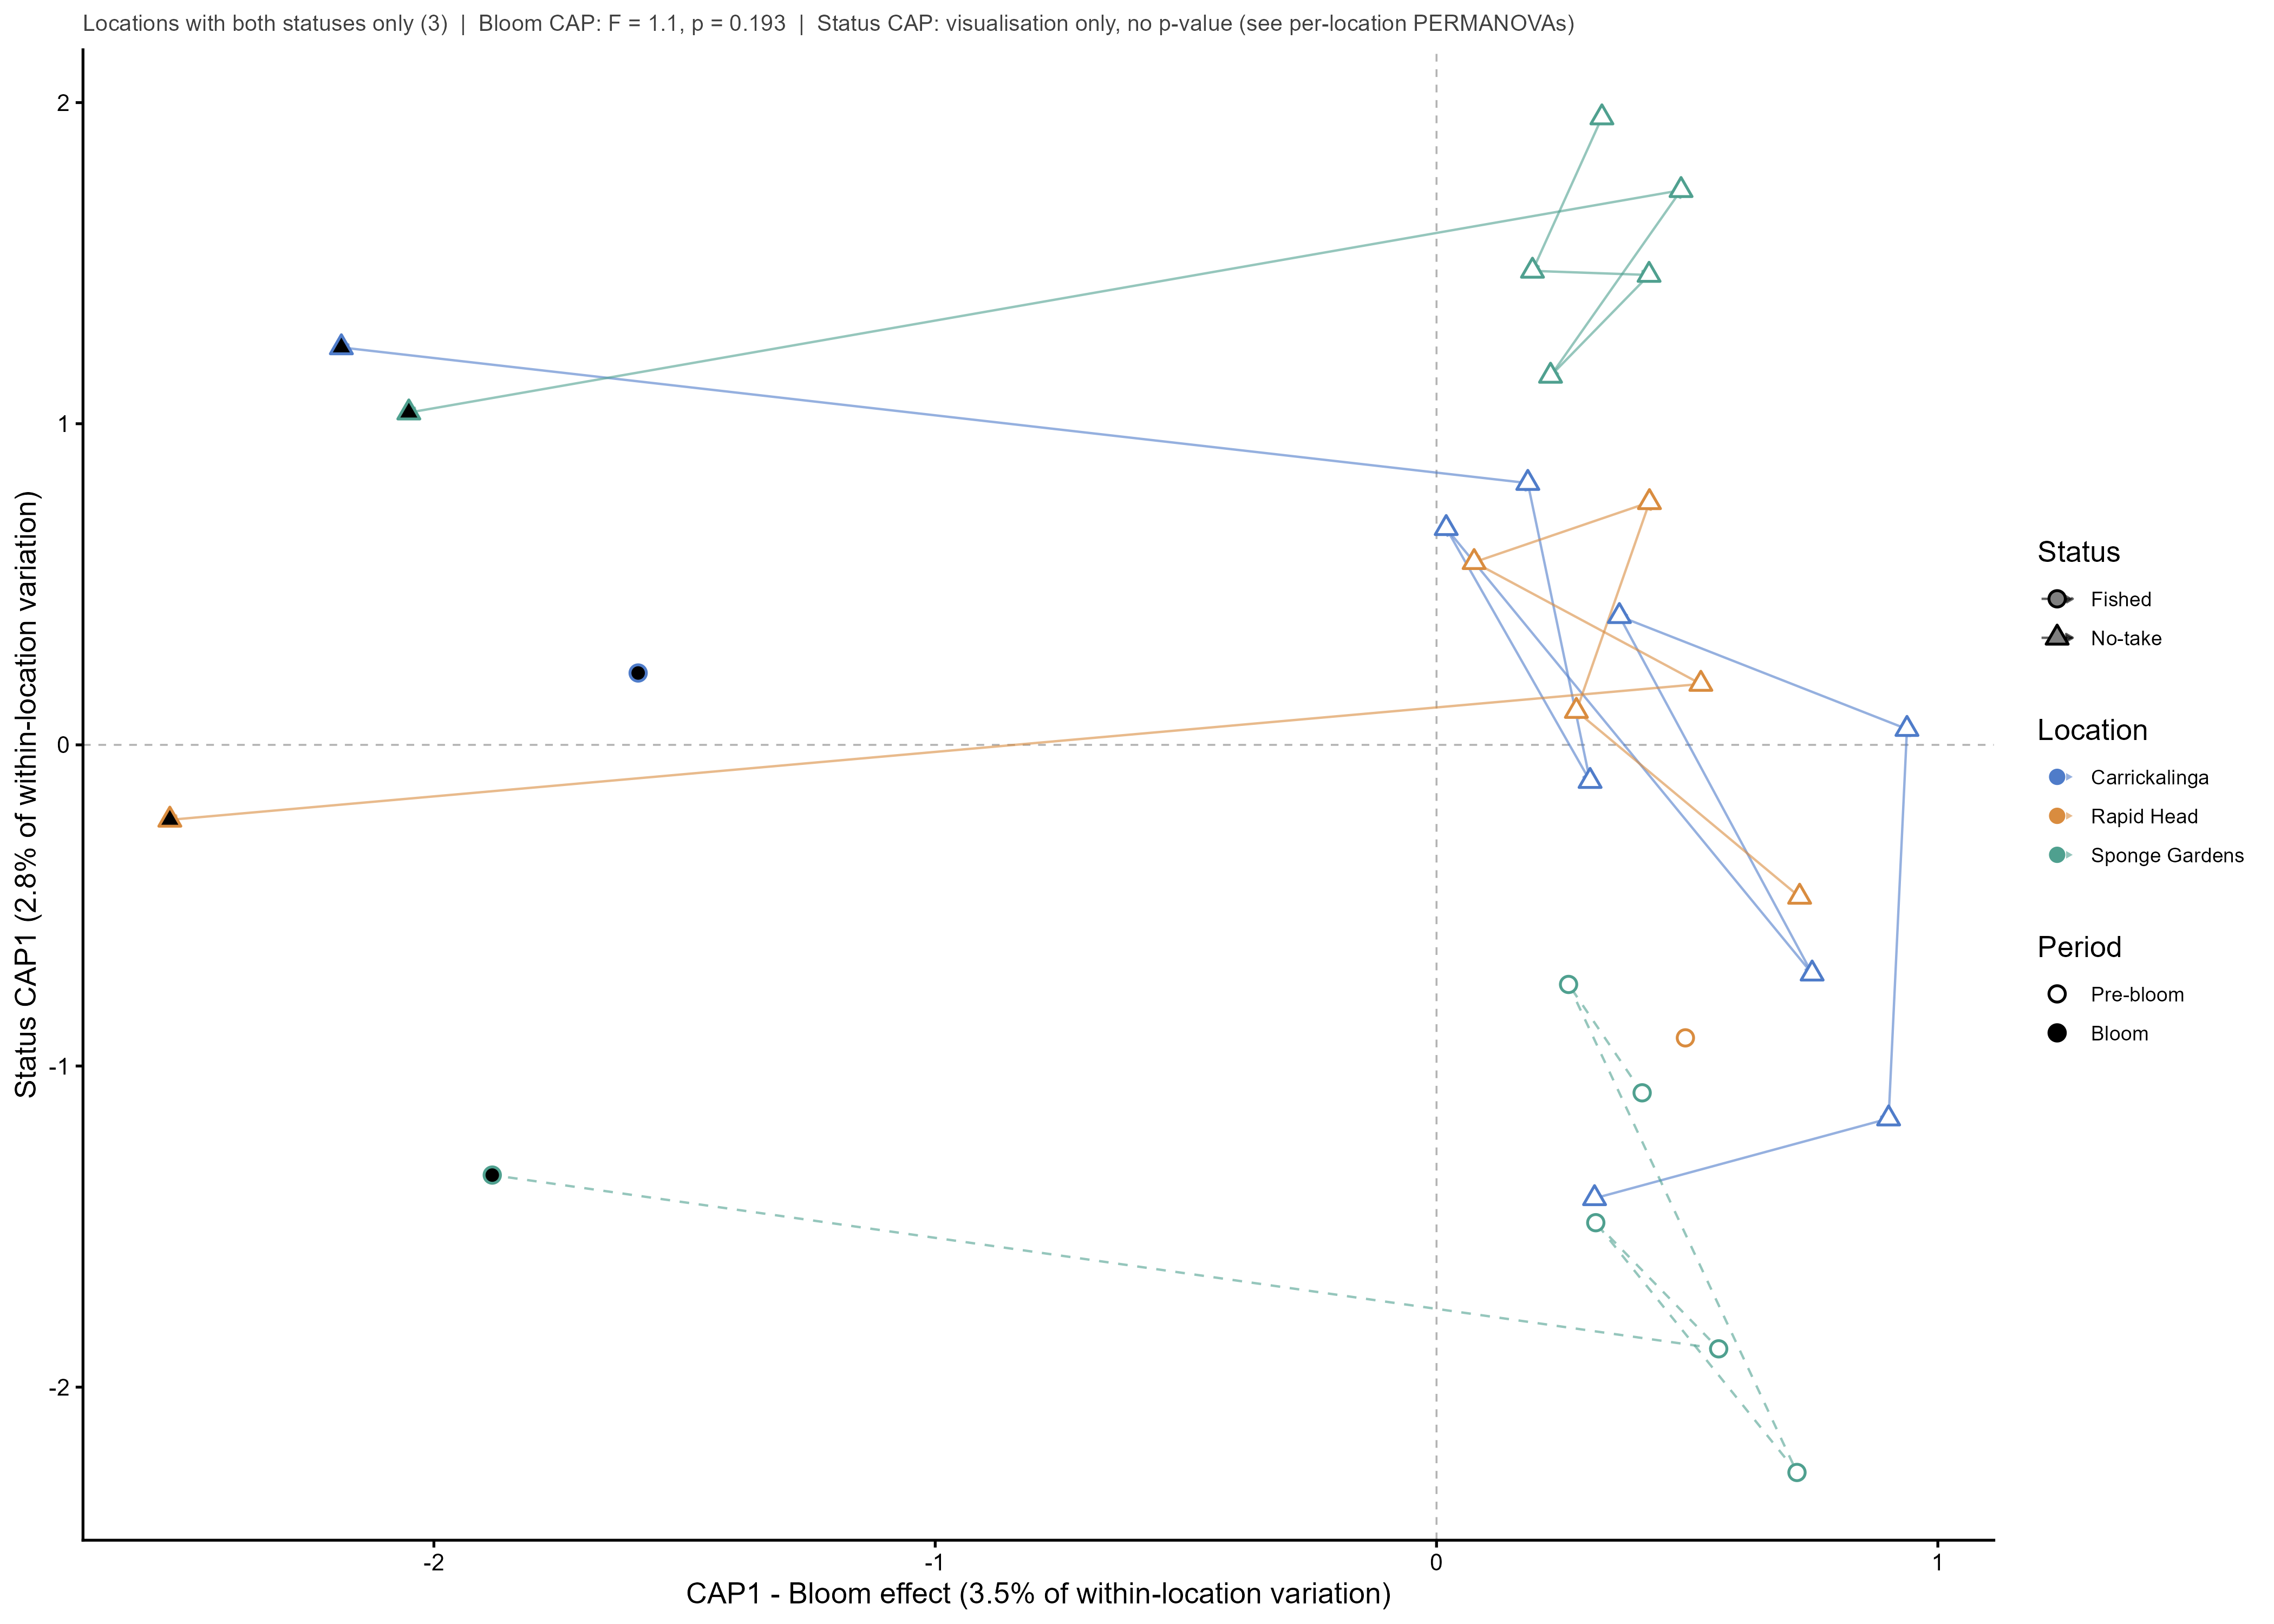 Locations with both statuses only (3)  |  Bloom CAP: F = 1.1, p = 0.193  |  Status CAP: visualisation only, no p-value (see per-location PERMANOVAs)
Status CAP1 (2.8% of within-location variation)
2
1
0
-1
-2
-2
-1
0
1
CAP1 - Bloom effect (3.5% of within-location variation)
Status
Fished
No-take
Location
Carrickalinga
Rapid Head
Sponge Gardens
Period
Pre-bloom
Bloom